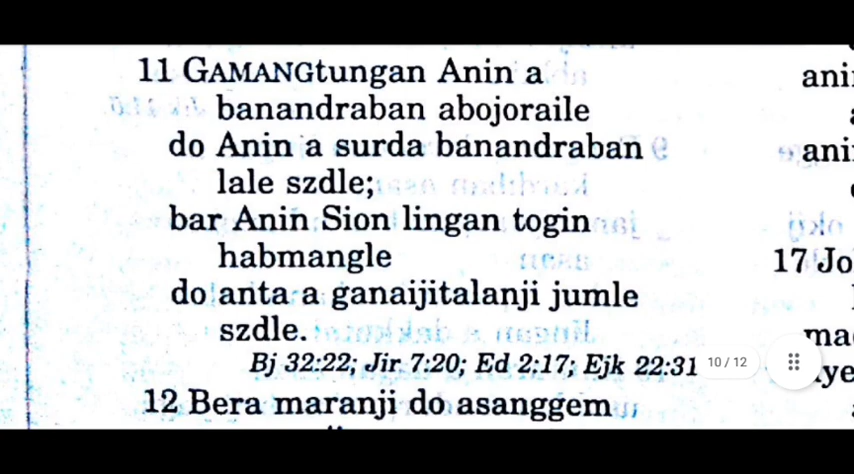 11 GAMANGtungan Anin a
banandraban abojoraile
do Anin a surda banandraban
lale szdle;
bar Anin Sion lingan togin
habmangle
do anta a ganaijitalanji jumle
szdle.
Bj 32:22; Jir 7:20; Ed 2:17; Ejk 22:31
10 / 12
12 Bera maranji do asanggem
ani
ani
17 Jo